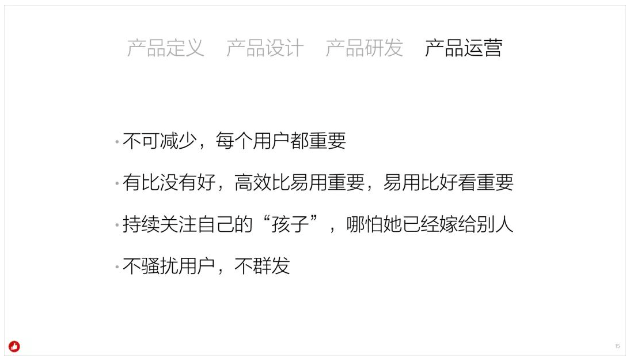 产品定义 产品设计 产品研发 产品运营
不可减少，每个用户都重要
有比没有好，高效比易用重要，易用比好看重要
持续关注自己的“孩子”，哪怕她已经嫁给别人
不骚扰用户，不群发